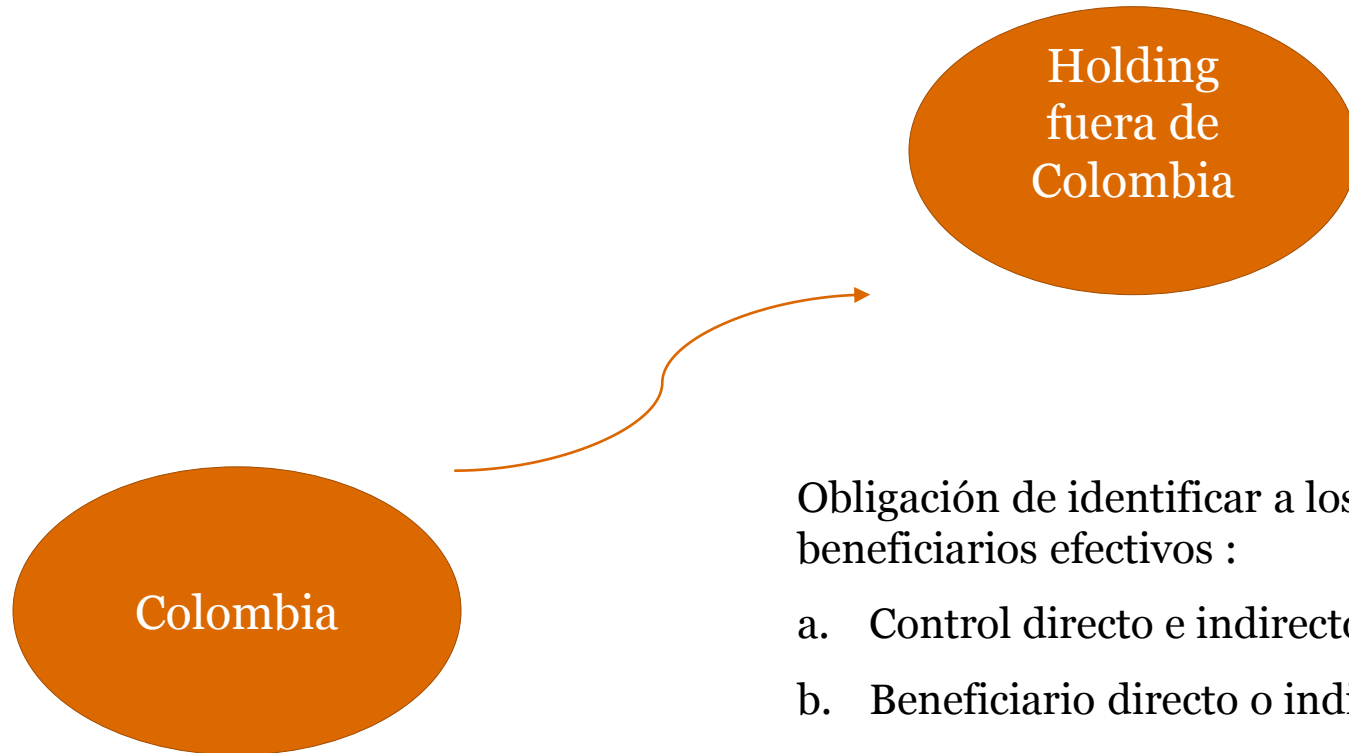 Holding
fuera de
Colombia
Colombia
Obligación de identificar a los
beneficiarios efectivos :
a. Control directo e indirecto
b. Beneficiario directo o